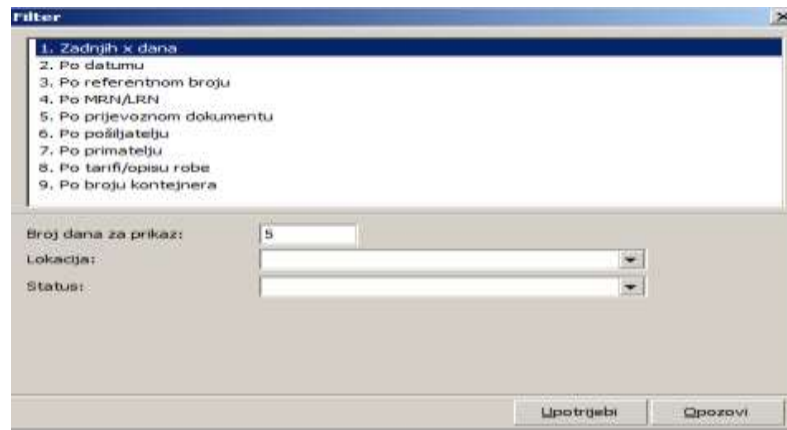 Filter
1. Zadnjih x dana
2. Po datumu
3. Po referentnom broju
4. Po MRN/LRN
5. Po prijevoznom dokumentu
6. Po pošiljatelju
7. Po primatelju
8. Po tarifi/opisu robe
9. Po broju kontejnera
Broj dana za prikaz: 5
Lokacija:
Status:
Upotrijebi Opozovi